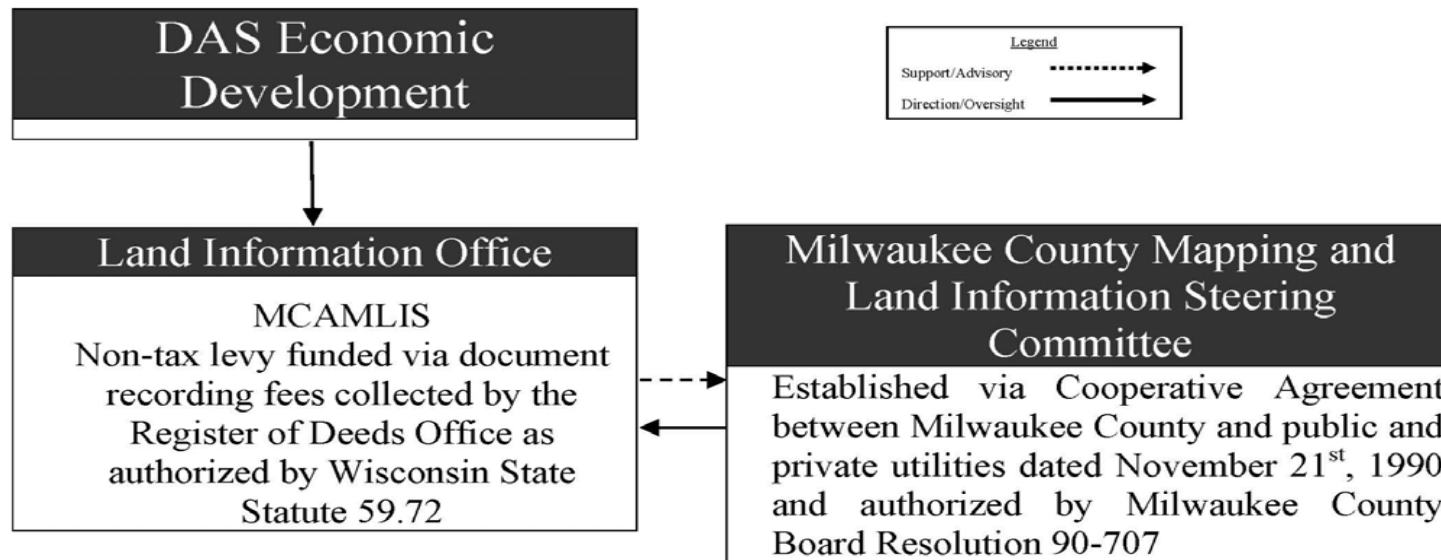 DAS Economic
Development
Legend
Support/Advisory
Direction/Oversight
Land Information Office
MCAMLIS
Non-tax levy funded via document
recording fees collected by the
Register of Deeds Office as
authorized by Wisconsin State
Statute 59.72
Milwaukee County Mapping and
Land Information Steering
Committee
Established via Cooperative Agreement
between Milwaukee County and public and
private utilities dated November 21st, 1990
and authorized by Milwaukee County
Board Resolution 90-707